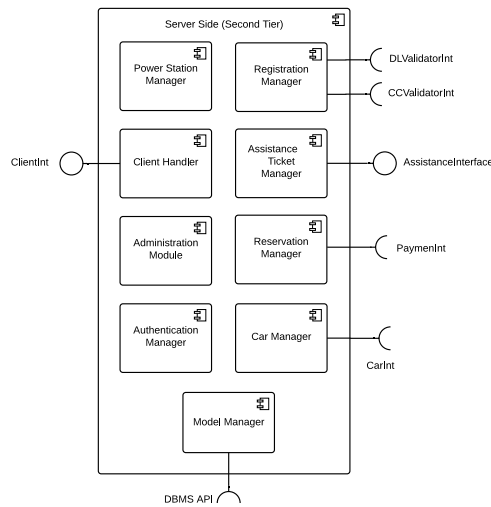 Server Side (Second Tier)
Power Station
Manager
Registration
Manager
DLValidatorInt
CCValidatorInt
ClientInt
Client Handler
Assistance
Ticket
Manager
AssistanceInterface
Administration
Module
Reservation
Manager
PaymenInt
Authentication
Manager
Car Manager
CarInt
Model Manager
DBMS API